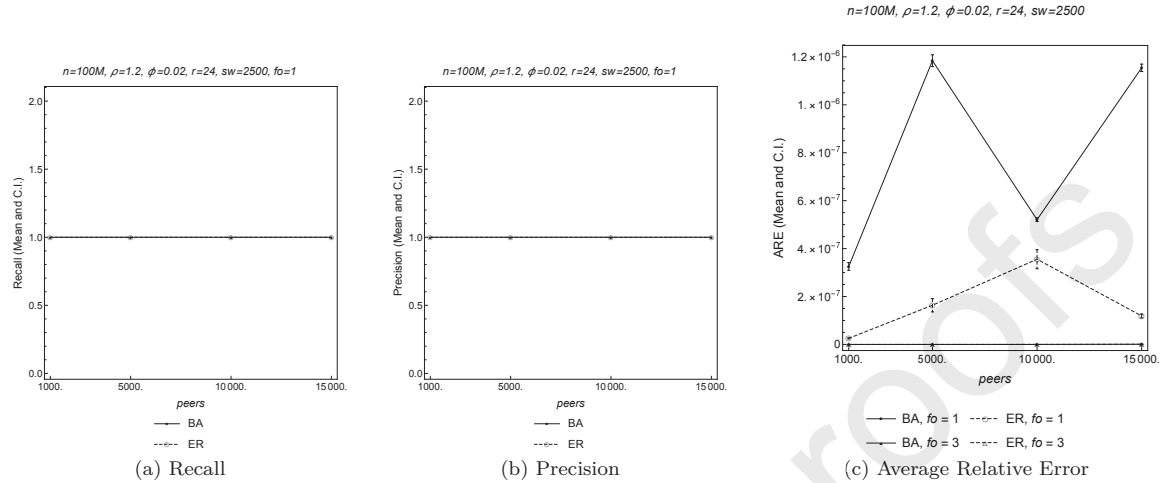 n=100M, ρ=1.2, ϕ=0.02, r=24, sw=2500, fo=1
2.0
1.5
1.0
0.5
0.0
Recall (Mean and C.I.)
1000. 5000. 10000. 15000.
peers
BA
ER
(a) Recall
n=100M, ρ=1.2, ϕ=0.02, r=24, sw=2500, fo=1
2.0
1.5
1.0
0.5
0.0
Precision (Mean and C.I.)
1000. 5000. 10000. 15000.
peers
BA
ER
(b) Precision
n=100M, ρ=1.2, ϕ=0.02, r=24, sw=2500
1.2 × 10⁻⁶
1. × 10⁻⁶
8. × 10⁻⁷
6. × 10⁻⁷
4. × 10⁻⁷
2. × 10⁻⁷
0
ARE (Mean and C.I.)
1000. 5000. 10000. 15000.
peers
BA, fo = 1 ER, fo = 1
BA, fo = 3 ER, fo = 3
(c) Average Relative Error
roofs